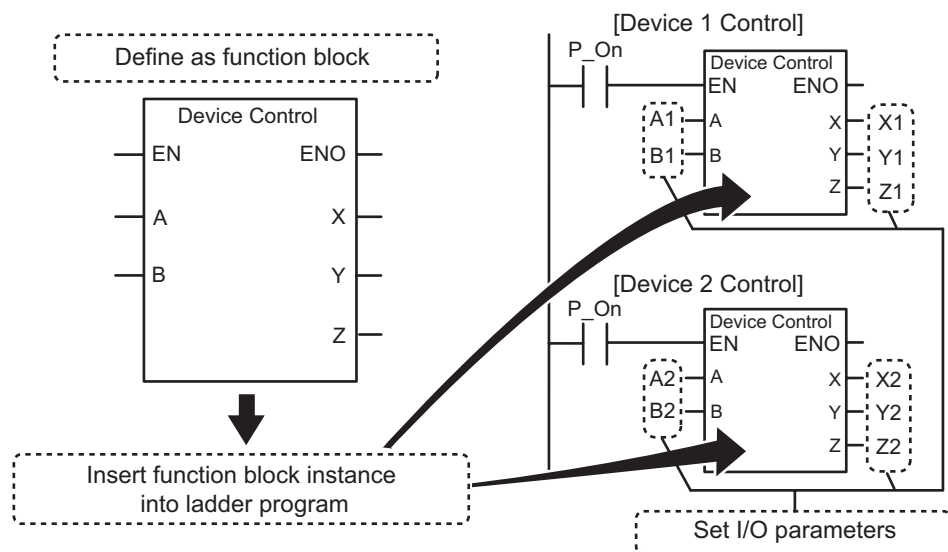 Define as function block
Device Control
EN ENO
A X
B Y
Z
Insert function block instance
into ladder program
[Device 1 Control]
P_On
Device Control
EN ENO
A1 A X X1
B1 B Y Y1
Z Z1
[Device 2 Control]
P_On
Device Control
EN ENO
A2 A X X2
B2 B Y Y2
Z Z2
Set I/O parameters